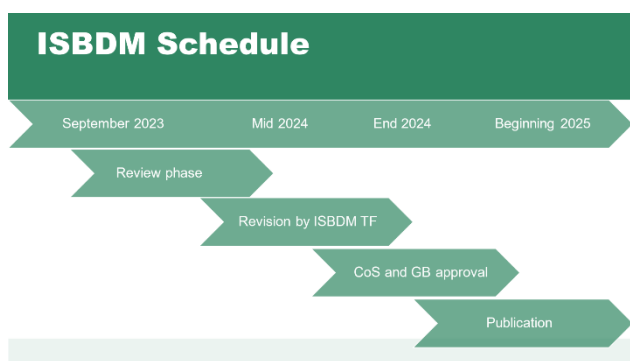 ISBDM Schedule
September 2023 Mid 2024 End 2024 Beginning 2025
Review phase
Revision by ISBDM TF
CoS and GB approval
Publication